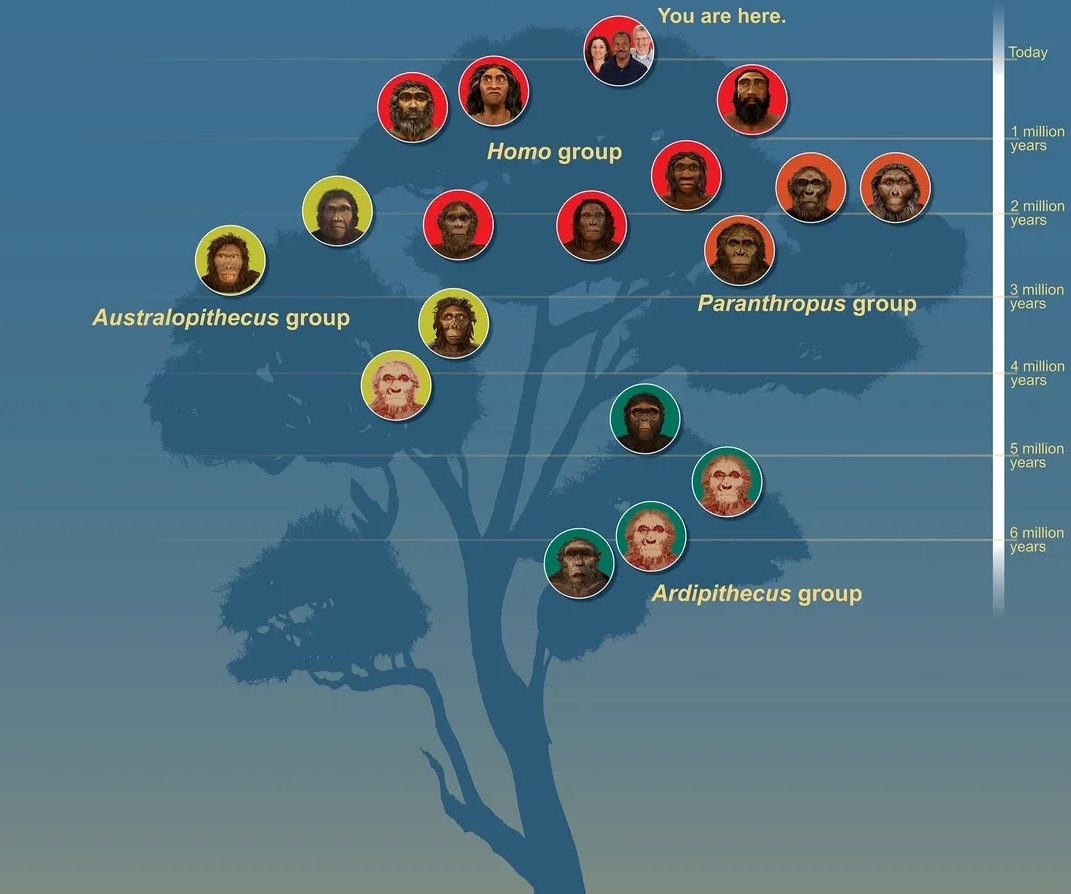 You are here.
Today
1 million
years
Homo group
2 million
years
3 million
years
Australopithecus group
Paranthropus group
4 million
years
5 million
years
6 million
years
Ardipithecus group